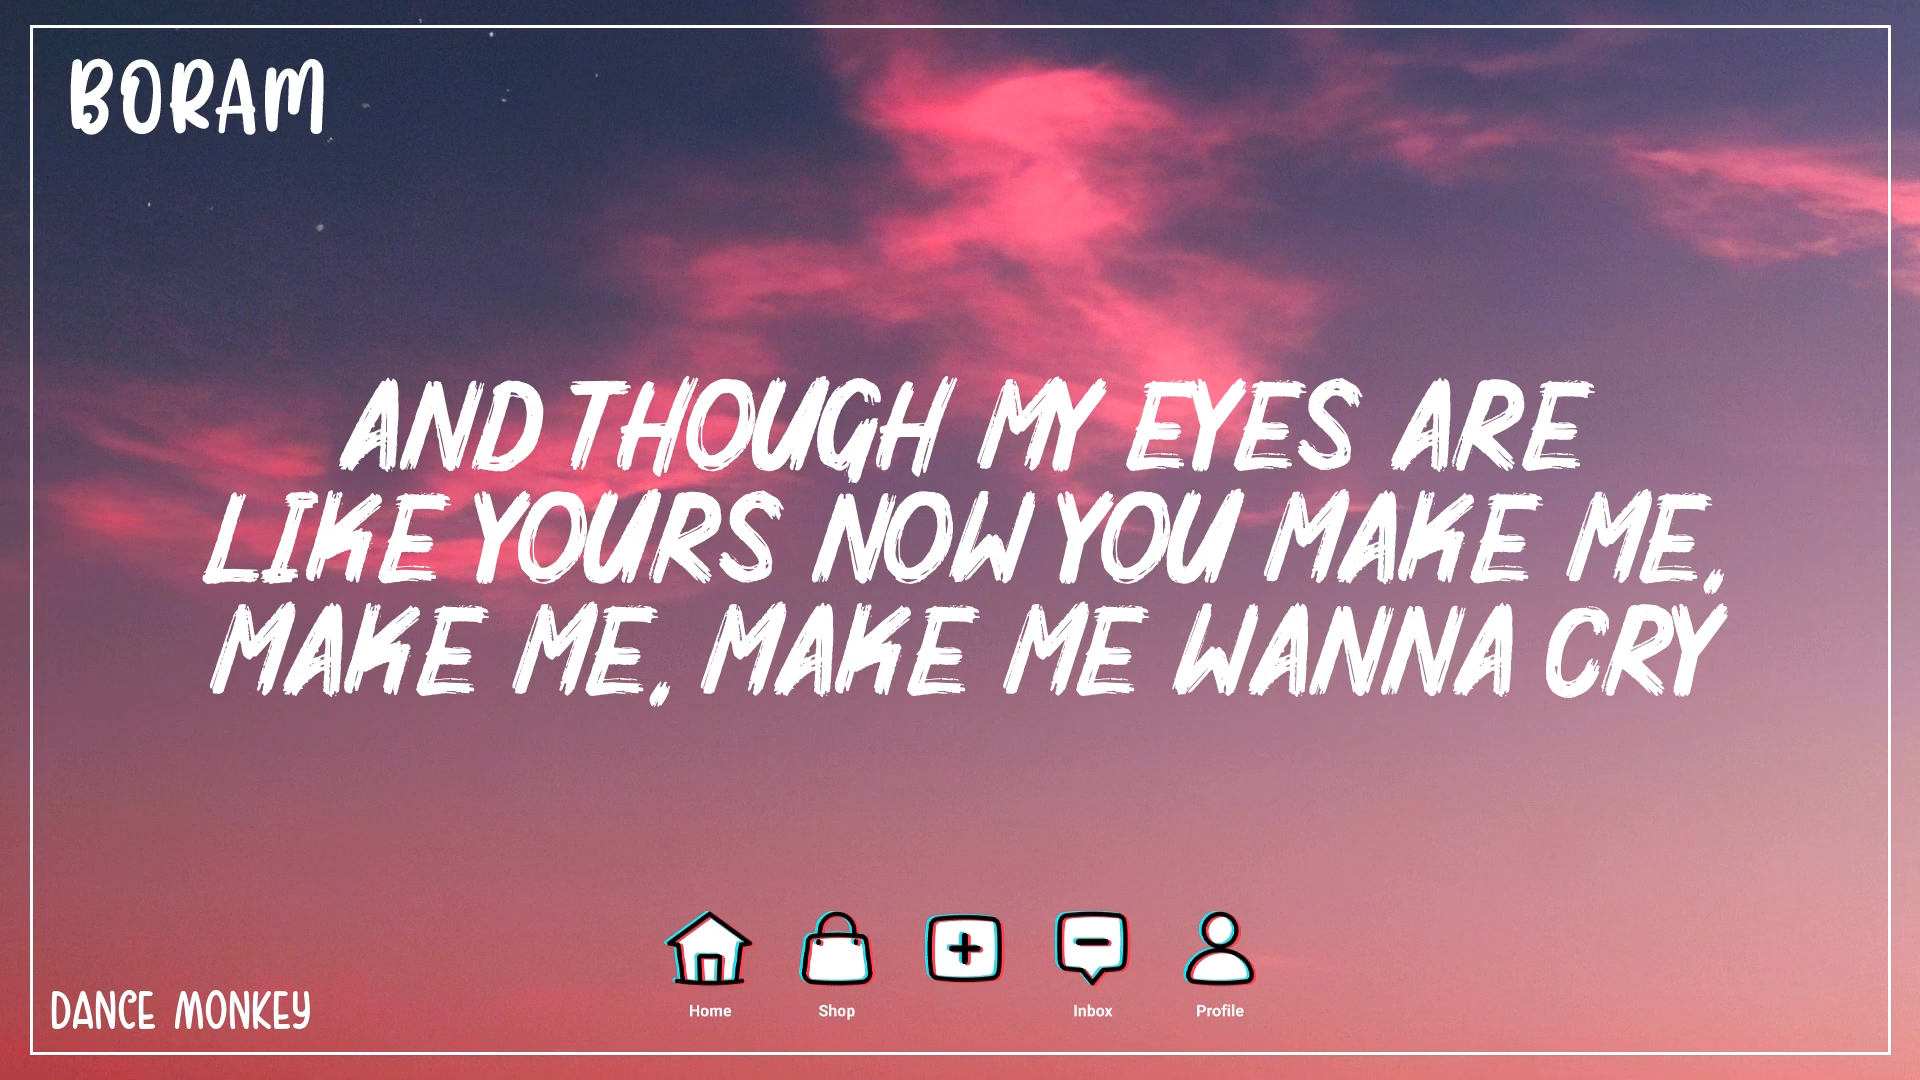 BORAM
AND THOUGH MY EYES ARE
LIKE YOURS NOW YOU MAKE ME,
MAKE ME, MAKE ME WANNA CRY
Home Shop Inbox Profile
DANCE MONKEY